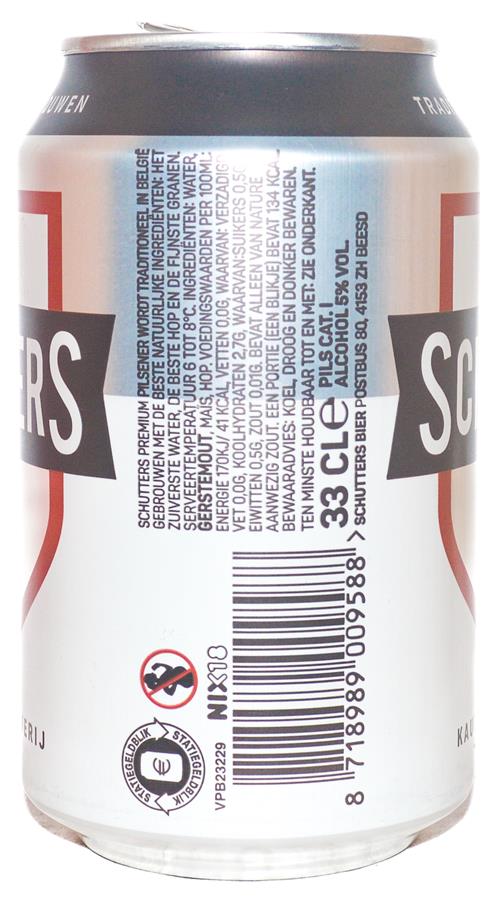 OUWEN
TRAD
ERS
SC
SCHUTTERS PREMIUM PILSENER WORDT TRADITIONEEL IN BELGIË
GEBROUWEN MET DE BESTE NATUURLIJKE INGREDIËNTEN: HET
ZUIVERSTE WATER, DE BESTE HOP EN DE FIJNSTE GRANEN.
SERVEERTEMPERATUUR 6 TOT 8°C. INGREDIËNTEN: WATER,
GERSTEMOUT, MAÏS, HOP. VOEDINGSWAARDEN PER 100ML:
ENERGIE 170KJ/ 41 KCAL, VETTEN 0,0G, WAARVAN: VERZADIGD
VET 0,0G, KOOLHYDRATEN 2,7G, WAARVAN:SUIKERS 0,5G
EIWITTEN 0,5G, ZOUT 0,01G. BEVAT ALLEEN VAN NATURE
AANWEZIG ZOUT. EEN PORTIE (EEN BLIKJE) BEVAT 134 KCAL.
BEWAARADVIES: KOEL, DROOG EN DONKER BEWAREN.
TEN MINSTE HOUDBAAR TOT EN MET: ZIE ONDERKANT.
33 CL e PILS CAT. I
ALCOHOL 5% VOL.
SCHUTTERS BIER POSTBUS 80, 4153 ZH BEESD
8 718989 009588 >
NIX18
STATIEGELDBLIK
STATIEGELDBLIK
€
VPB23229
ERIJ
KAU